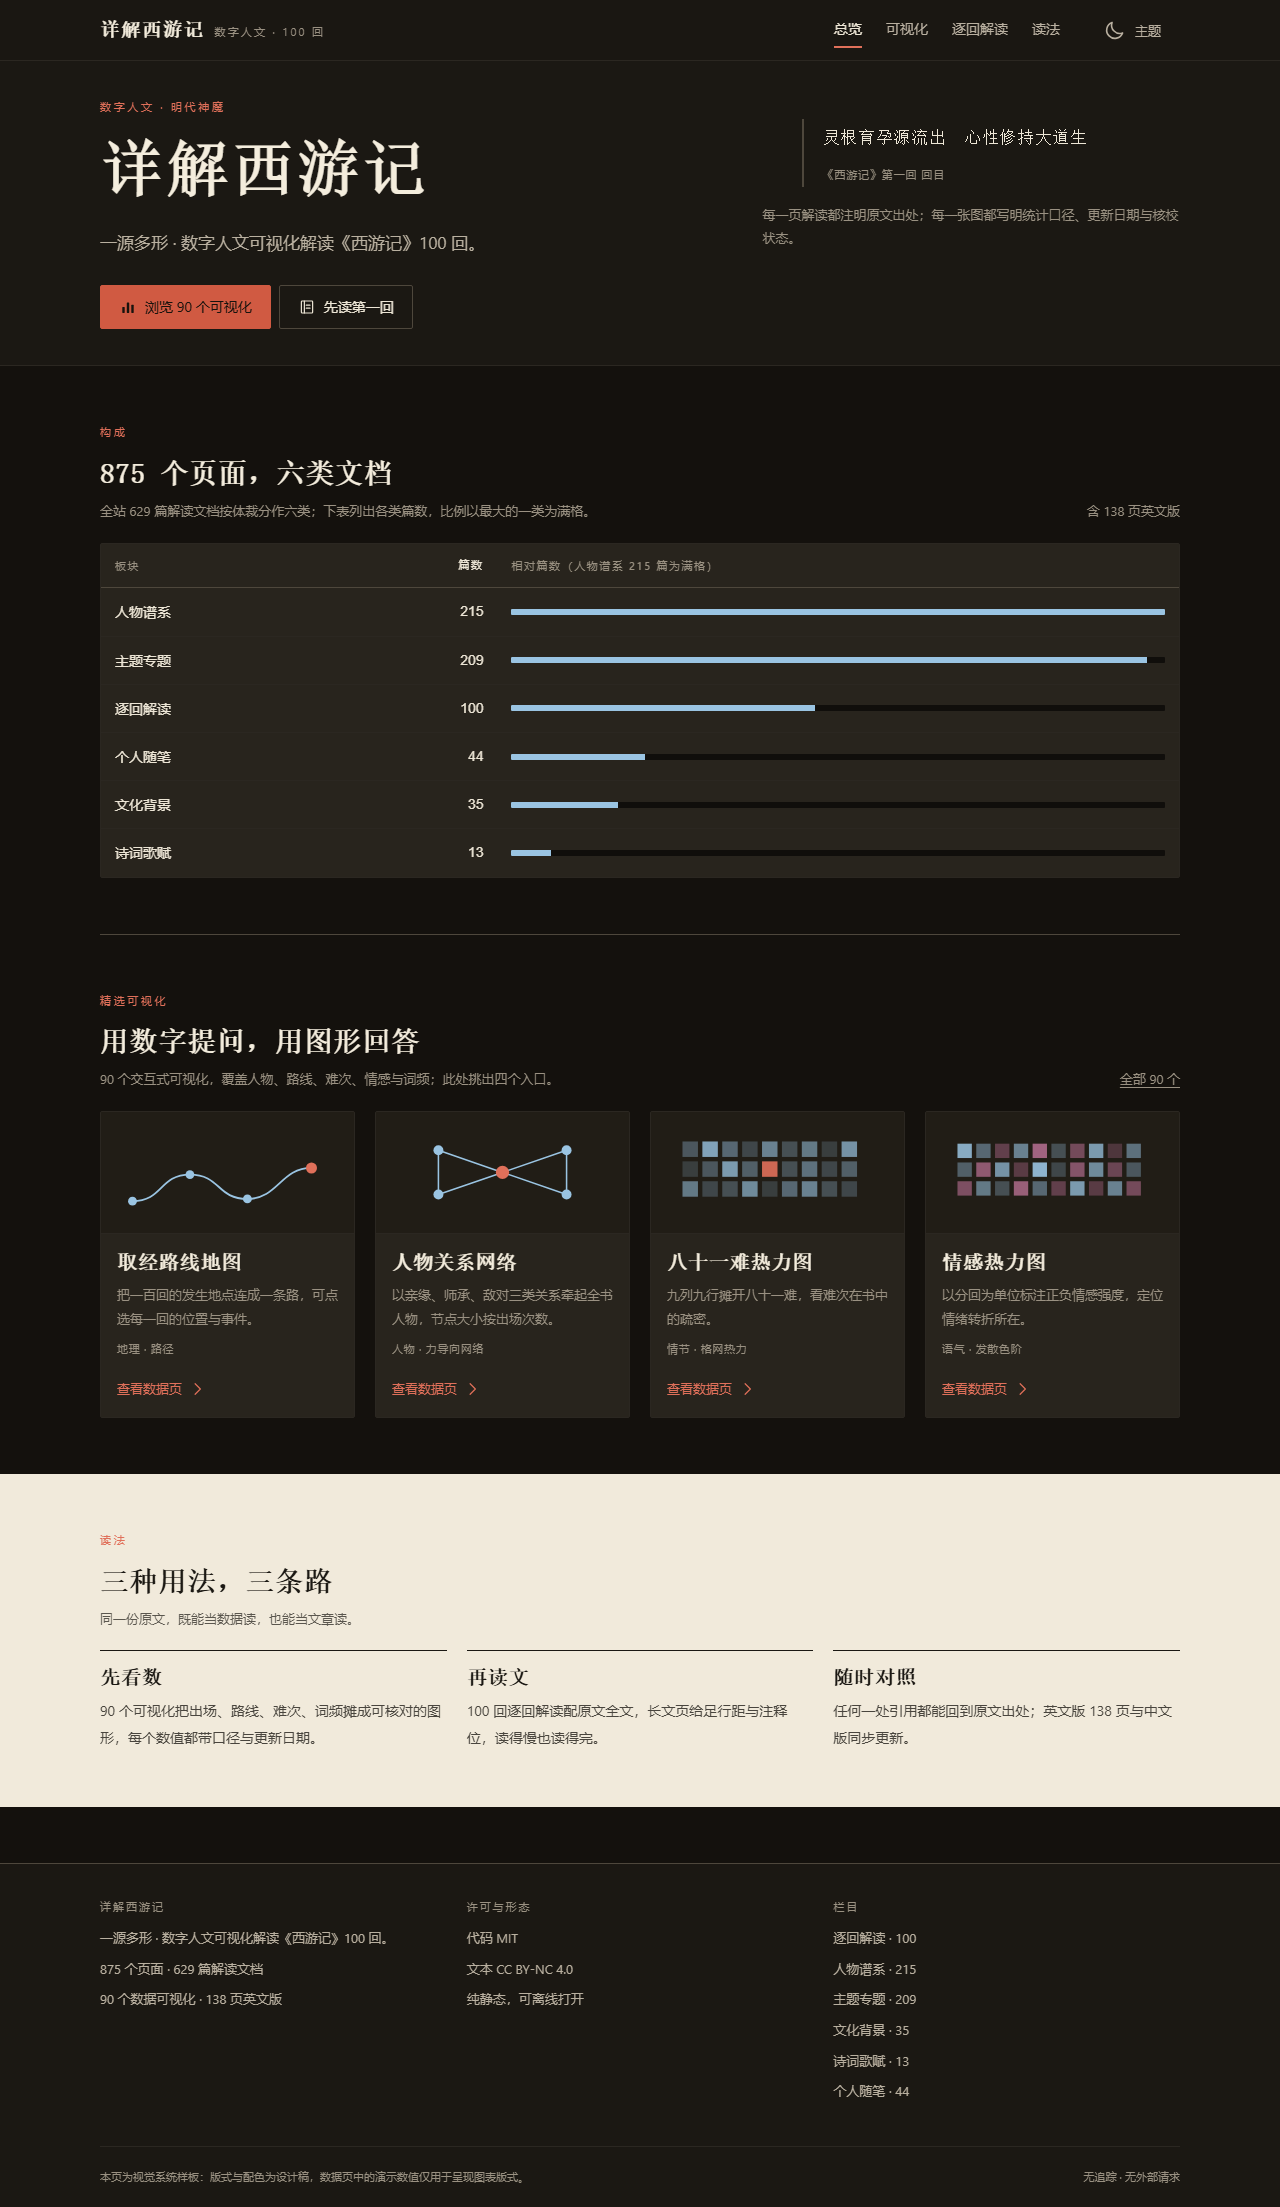 详解西游记 数字人文 · 100 回
总览 可视化 逐回解读 读法 主题
数字人文 · 明代神魔
详解西游记
一源多形 · 数字人文可视化解读《西游记》100 回。
浏览 90 个可视化 先读第一回
灵根育孕源流出 心性修持大道生
《西游记》第一回 回目
每一页解读都注明原文出处；每一张图都写明统计口径、更新日期与核校
状态。
构成
875 个页面，六类文档
全站 629 篇解读文档按体裁分作六类；下表列出各类篇数，比例以最大的一类为满格。 含 138 页英文版
板块 篇数 相对篇数（人物谱系 215 篇为满格）
人物谱系 215
主题专题 209
逐回解读 100
个人随笔 44
文化背景 35
诗词歌赋 13
精选可视化
用数字提问，用图形回答
90 个交互式可视化，覆盖人物、路线、难次、情感与词频；此处挑出四个入口。 全部 90 个
取经路线地图
把一百回的发生地点连成一条路，可点
选每一回的位置与事件。
地理 · 路径
查看数据页
人物关系网络
以亲缘、师承、敌对三类关系牵起全书
人物，节点大小按出场次数。
人物 · 力导向网络
查看数据页
八十一难热力图
九列九行摊开八十一难，看难次在书中
的疏密。
情节 · 格网热力
查看数据页
情感热力图
以分回为单位标注正负情感强度，定位
情绪转折所在。
语气 · 发散色阶
查看数据页
读法
三种用法，三条路
同一份原文，既能当数据读，也能当文章读。
先看数
90 个可视化把出场、路线、难次、词频摊成可核对的图
形，每个数值都带口径与更新日期。
再读文
100 回逐回解读配原文全文，长文页给足行距与注释
位，读得慢也读得完。
随时对照
任何一处引用都能回到原文出处；英文版 138 页与中文
版同步更新。
详解西游记
一源多形 · 数字人文可视化解读《西游记》100 回。
875 个页面 · 629 篇解读文档
90 个数据可视化 · 138 页英文版
许可与形态
代码 MIT
文本 CC BY-NC 4.0
纯静态，可离线打开
栏目
逐回解读 · 100
人物谱系 · 215
主题专题 · 209
文化背景 · 35
诗词歌赋 · 13
个人随笔 · 44
本页为视觉系统样板：版式与配色为设计稿，数据页中的演示数值仅用于呈现图表版式。 无追踪 · 无外部请求